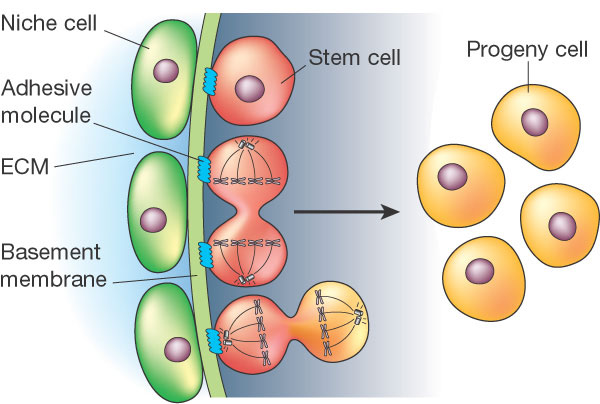 Niche cell
Adhesive
molecule
ECM
Basement
membrane
Stem cell
Progeny cell